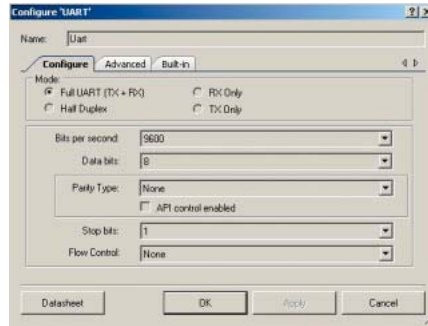 Configure 'UART'
Name: Uart
Configure Advanced Built-in
Mode:
Full UART (TX + RX) RX Only
Half Duplex TX Only
Bits per second: 9600
Data bits: 8
Parity Type: None
API control enabled
Stop bits: 1
Flow Control: None
Datasheet OK Apply Cancel